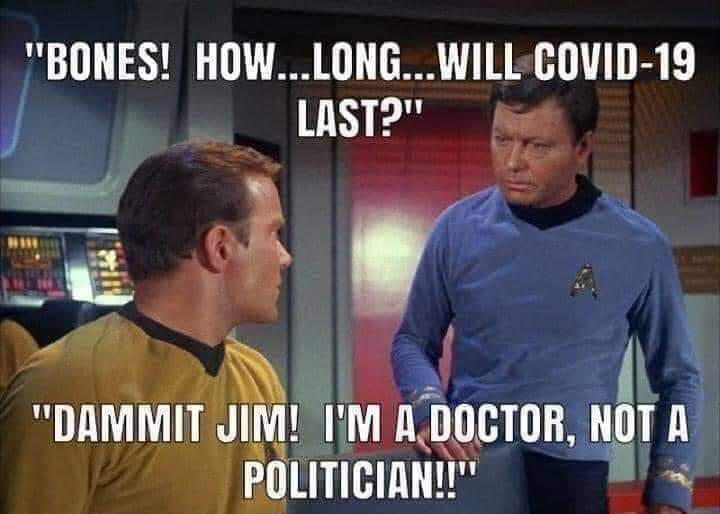 "BONES!  HOW...LONG...WILL COVID-19
LAST?"
"DAMMIT JIM!  I'M A DOCTOR, NOT A
POLITICIAN!!"